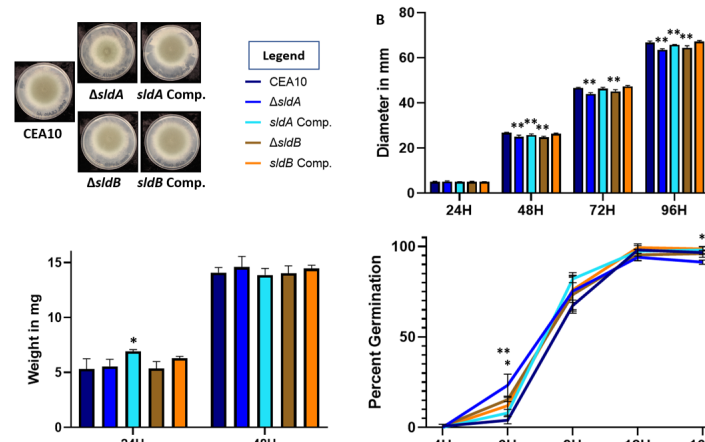 CEA10
ΔsldA
sldA Comp.
ΔsldB
sldB Comp.
Legend
CEA10
ΔsldA
sldA Comp.
ΔsldB
sldB Comp.
B
Diameter in mm
80
60
40
20
0
**
**
**
**
**
**
**
**
24H
48H
72H
96H
Weight in mg
15
10
5
0
*
Percent Germination
100
50
0
**
*
*